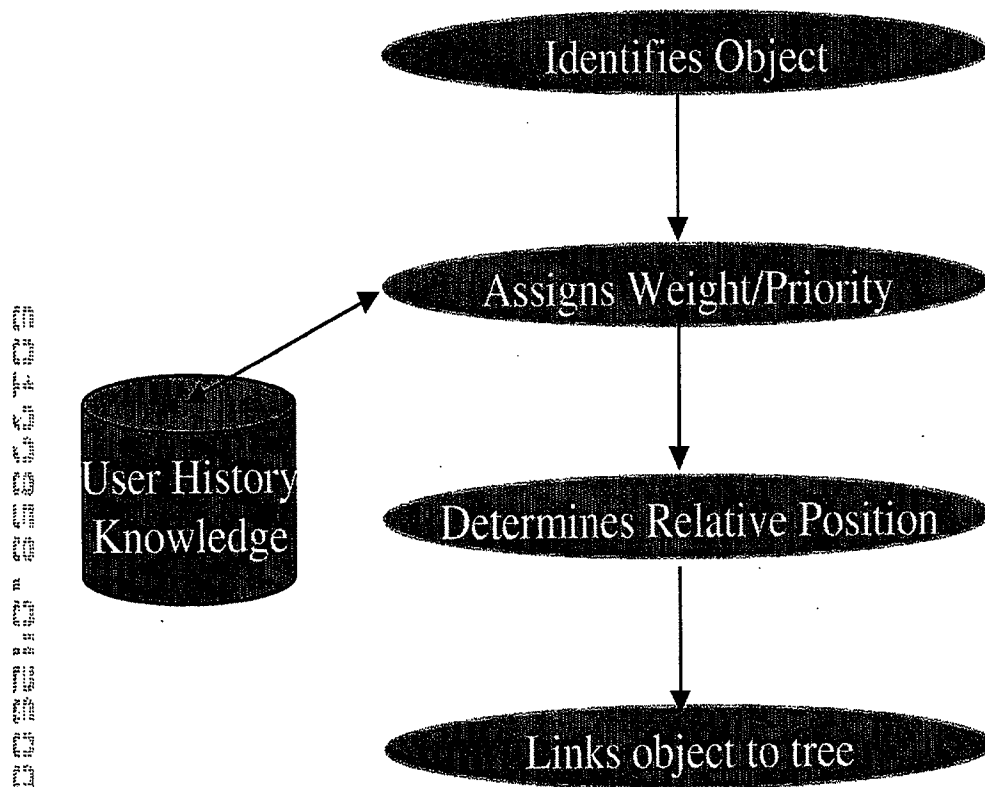 Identifies Object
Assigns Weight/Priority
User History
Knowledge
Determines Relative Position
Links object to tree